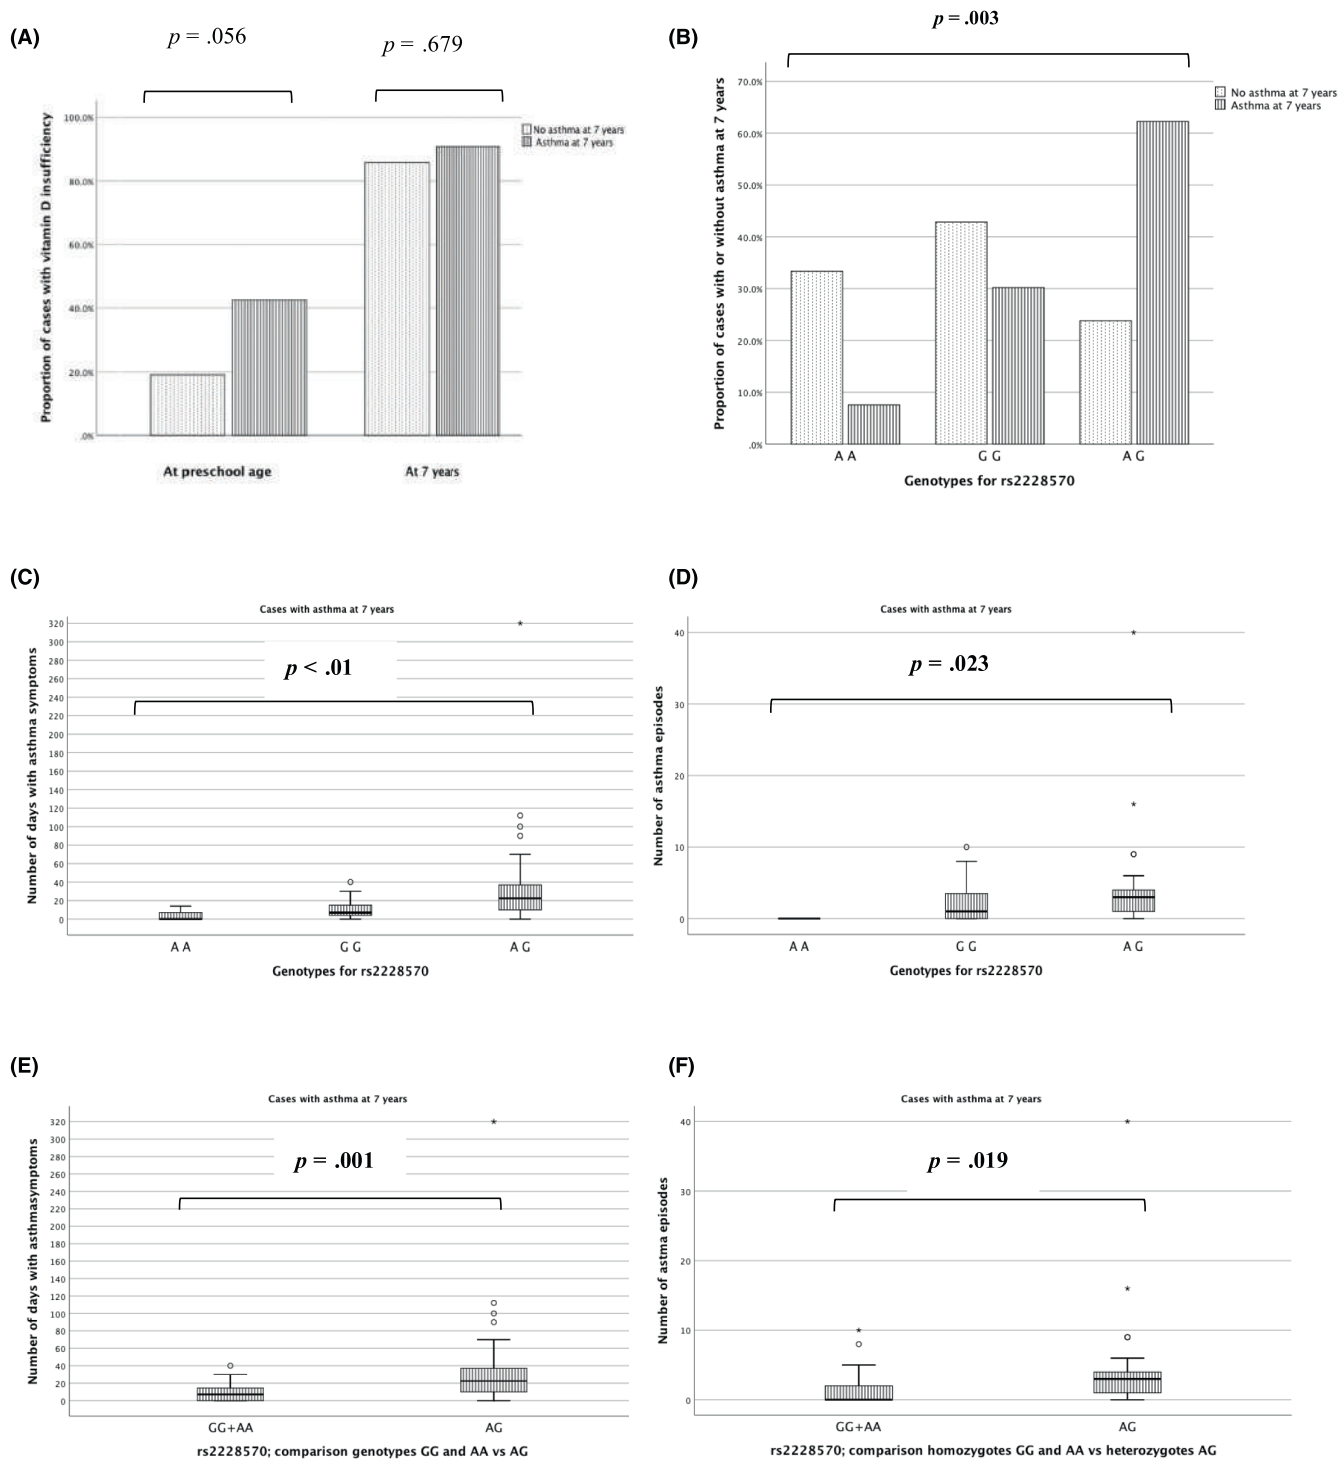 (A)
p = .056
p = .679
Proportion of cases with vitamin D insufficiency
100.0%
80.0%
60.0%
40.0%
20.0%
.0%
No asthma at 7 years
Asthma at 7 years
At preschool age
At 7 years
(B)
p = .003
Proportion of cases with or without asthma at 7 years
70.0%
60.0%
50.0%
40.0%
30.0%
20.0%
10.0%
.0%
No asthma at 7 years
Asthma at 7 years
A A
G G
A G
Genotypes for rs2228570
(C)
Cases with asthma at 7 years
p < .01
Number of days with asthma symptoms
320
300
280
260
240
220
200
180
160
140
120
100
80
60
40
20
0
A A
G G
A G
Genotypes for rs2228570
(D)
Cases with asthma at 7 years
p = .023
Number of asthma episodes
40
30
20
10
0
A A
G G
A G
Genotypes for rs2228570
(E)
Cases with asthma at 7 years
p = .001
Number of days with asthmasymptoms
320
300
280
260
240
220
200
180
160
140
120
100
80
60
40
20
0
GG+AA
AG
rs2228570; comparison genotypes GG and AA vs AG
(F)
Cases with asthma at 7 years
p = .019
Number of astma episodes
40
30
20
10
0
GG+AA
AG
rs2228570; comparison homozygotes GG and AA vs heterozygotes AG